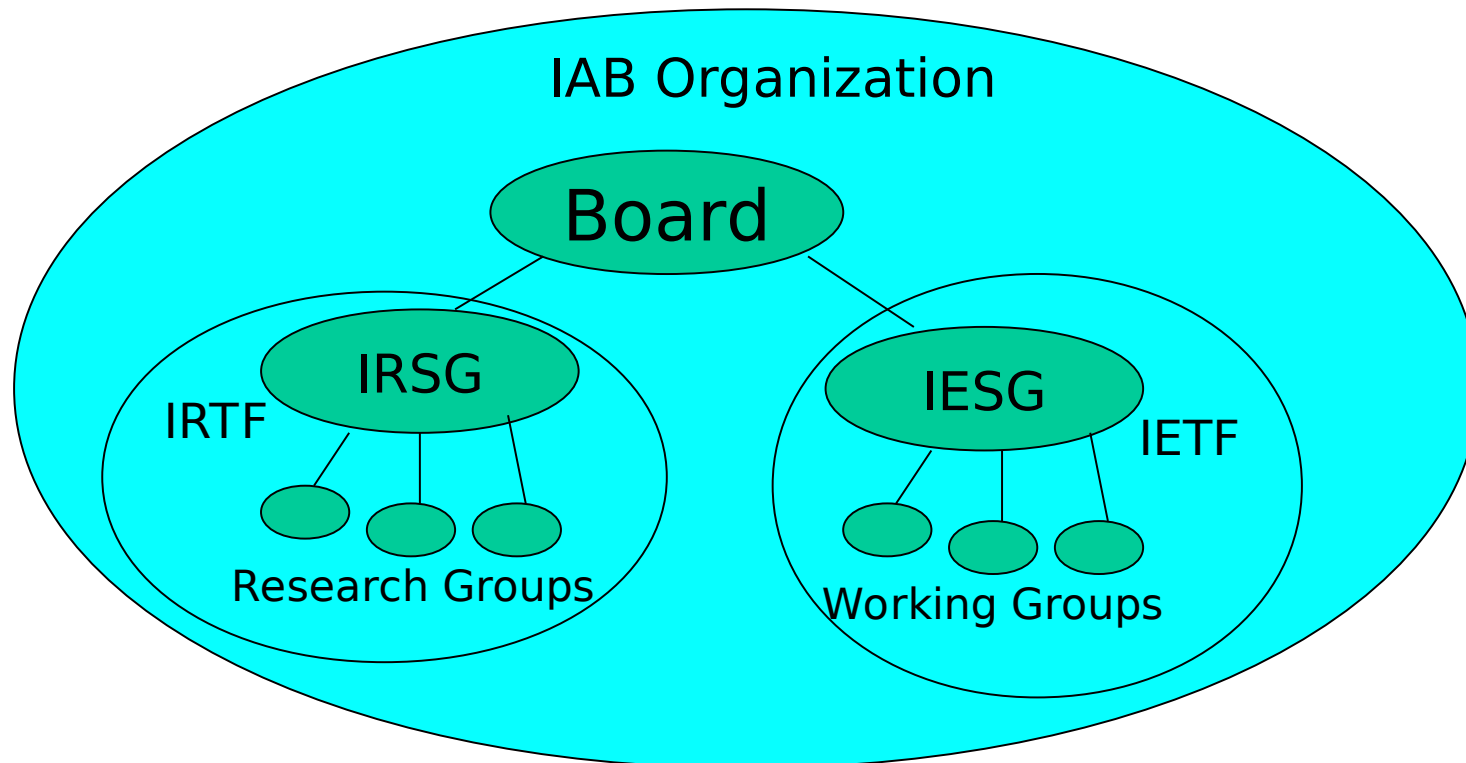 IAB Organization
Board
IRSG
IESG
IRTF
IETF
Research Groups
Working Groups